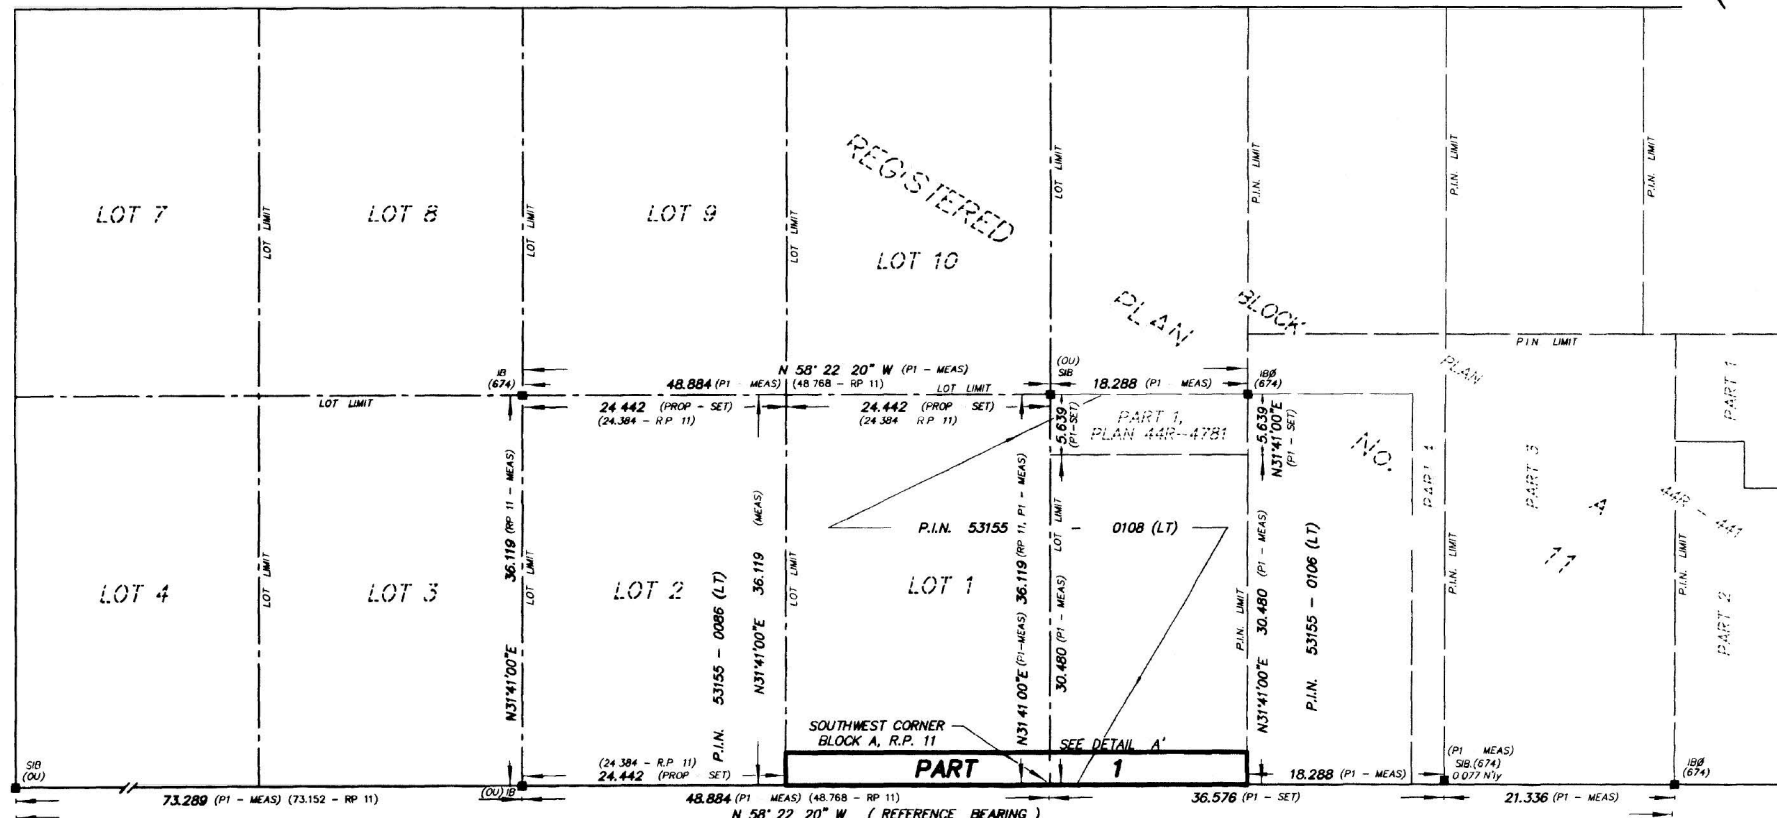 REGISTERED
PLAN
BLOCK
No.
A
11
LOT 7
LOT 8
LOT 9
LOT 10
LOT LIMIT
LOT LIMIT
LOT LIMIT
LOT LIMIT
P.I.N. LIMIT
P.I.N. LIMIT
P.I.N. LIMIT
P.I.N LIMIT
PLAN
44R - 441
PART 1
PART 2
PART 3
PART 4
IB
(674)
N 58° 22 20" W (P1 - MEAS)
48.884 (P1 MEAS) (48 768 - RP 11)
LOT LIMIT
(OU)
SIB
18.288 (P1 - MEAS)
IBØ
(674)
LOT LIMIT
24 442 (PROP - SET)
(24.384 - R.P 11)
24.442 (PROP SET)
(24 384 R.P 11)
5.639
(P1-SET)
PART 1,
PLAN 44R-4781
5.639
N31°41'00"E
(P1 - SET)
36.119 (RP 11 - MEAS)
N31°41'00"E
36.119 (MEAS)
N31°41'00"E
P.I.N. 53155 - 0086 (LT)
P.I.N. 53155 - 0108 (LT)
N31 41 00"E (P1-MEAS) 36.119 (RP 11, P1 - MEAS)
30.480 (P1 - MEAS)
LOT LIMIT
N31°41'00"E 30.480 (P1 - MEAS)
P.I.N. LIMIT
P.I.N. 53155 - 0106 (LT)
P.I.N. LIMIT
P.I.N. LIMIT
LOT 4
LOT LIMIT
LOT 3
LOT LIMIT
LOT 2
LOT LIMIT
LOT 1
SOUTHWEST CORNER
BLOCK A, R.P. 11
SEE DETAIL A'
PART 1
SIB
(OU)
(24 384 - R.P 11)
24.442 (PROP SET)
18.288 (P1 - MEAS)
(P1 MEAS)
SIB.(674)
0 077 N'ly
IBØ
(674)
73.289 (P1 - MEAS) (73.152 - RP 11)
(OU) IB
48.884 (P1 MEAS) (48.768 - RP 11)
36.576 (P1 - SET)
21.336 (P1 - MEAS)
N 58° 22 20" W ( REFERENCE BEARING )